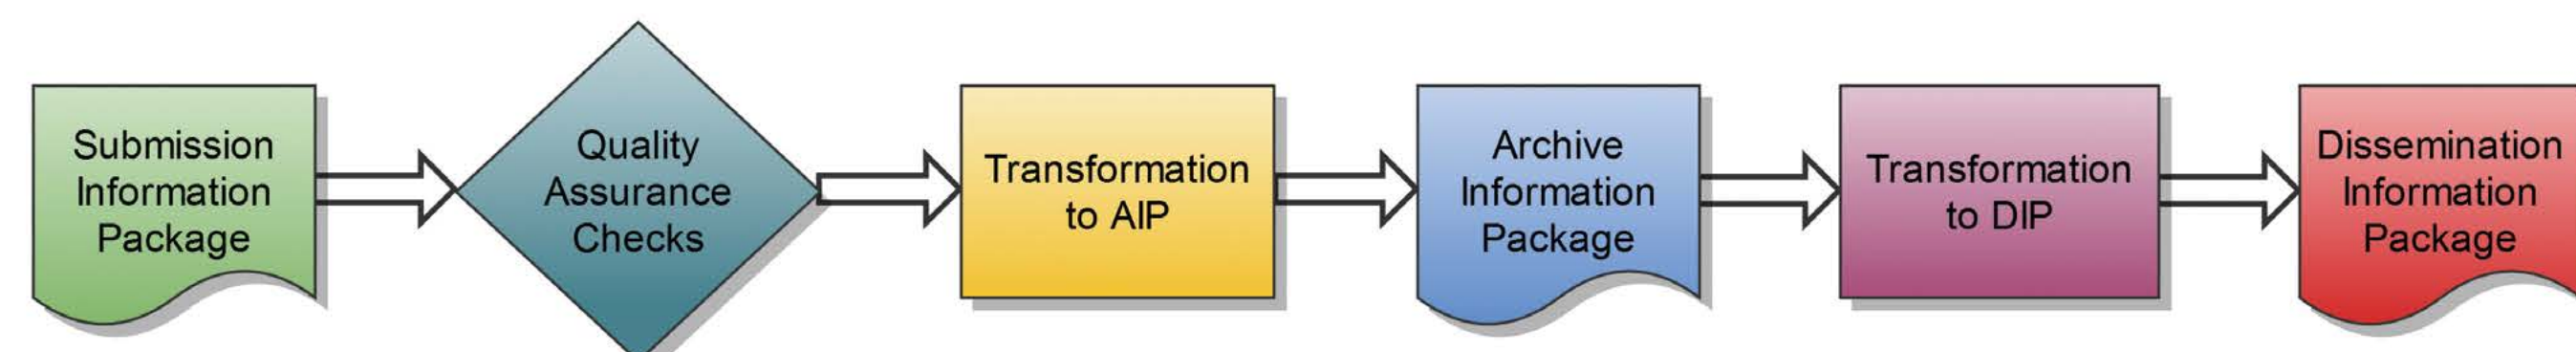 Submission
Information
Package
Quality
Assurance
Checks
Transformation
to AIP
Archive
Information
Package
Transformation
to DIP
Dissemination
Information
Package